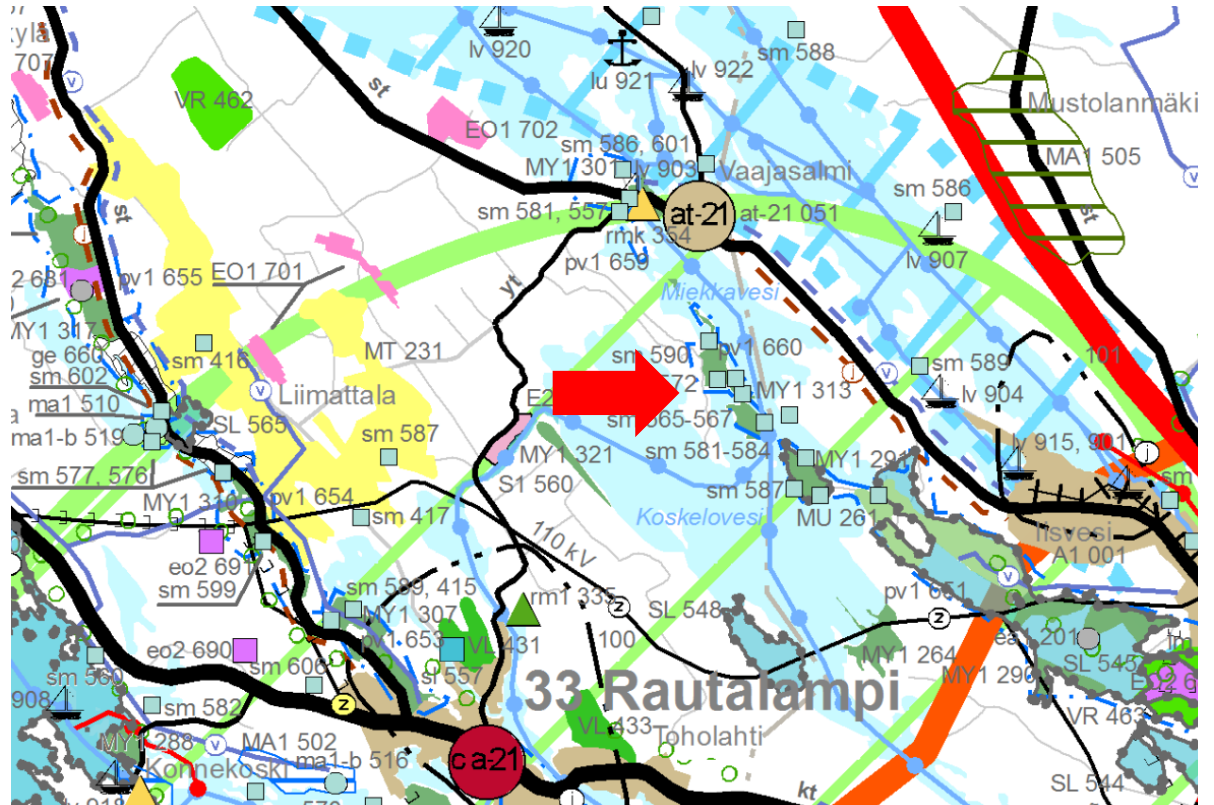 kylä
707
VR 462
st
lv 920
lu 921
lv 922
sm 588
EO1 702
sm 586, 601
MY1 301
lv 903
Vaajasalmi
sm 581, 557
at-21
at-21 051
rmk 354
pv1 659
Mustolanmäki
MA1 505
st
sm 586
lv 907
st
pv1 655
EO1 701
MY1 317
ge 660
sm 602
ma1 510
ma1-b 519
sm 577, 576
sm 416
Liimattala
SL 565
MT 231
sm 587
yt
Miekkavesi
sm 590
pv1 660
MY1 313
sm 581-584
sm 589
lv 904
101
lv 915, 901
MY1 321
S1 560
sm 587
MU 261
Koskelovesi
Iisvesi
A1 001
sm
MY1 310
pv1 654
sm 417
110 kV
eo2 691
sm 599
sm 589, 415
MY1 307
pv1 653
rm1 335
VL 431
sl 557
100
SL 548
pv1 651
MY1 264
MY1 290
SL 545
VR 463
SL 544
eo2 690
sm 606
sm 560
908
sm 582
MY1 288
MA1 502
ma1-b 516
Konnekoski
33 Rautalampi
VL 433
Toholahti
ca-21
kt